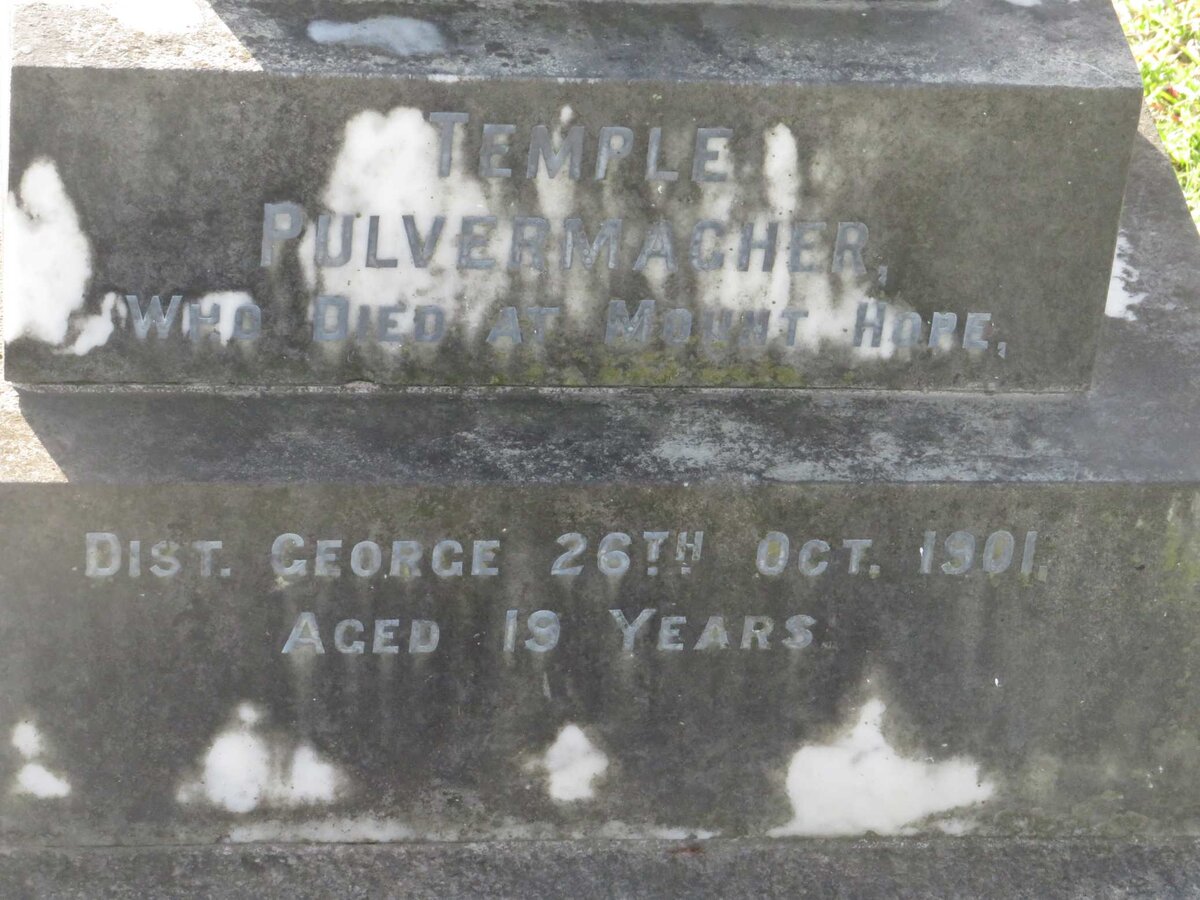 TEMPLE
PULVERMACHER,
WHO DIED AT MOUNT HOPE,
DIST. GEORGE 26TH OCT. 1901.
AGED 19 YEARS.